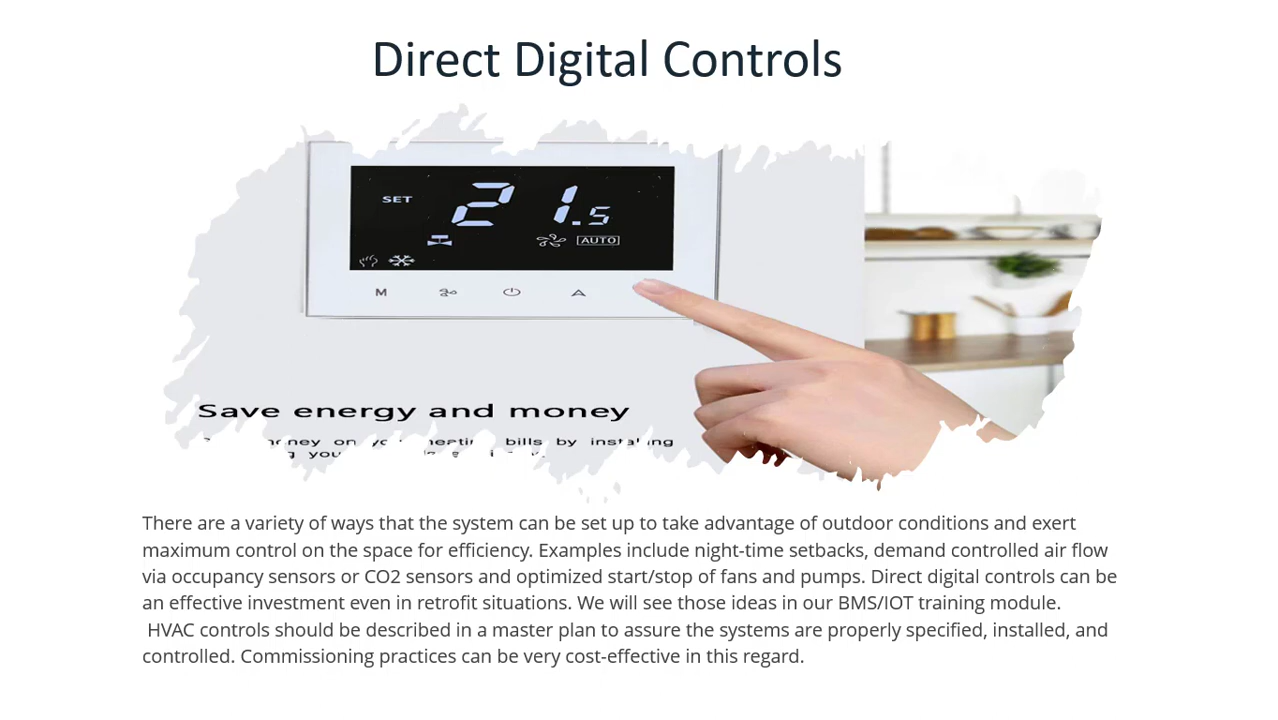 Direct Digital Controls
SET
21.5
AUTO
M
Save energy and money
on heating bills by installing
There are a variety of ways that the system can be set up to take advantage of outdoor conditions and exert
maximum control on the space for efficiency. Examples include night-time setbacks, demand controlled air flow
via occupancy sensors or CO2 sensors and optimized start/stop of fans and pumps. Direct digital controls can be
an effective investment even in retrofit situations. We will see those ideas in our BMS/IOT training module.
HVAC controls should be described in a master plan to assure the systems are properly specified, installed, and
controlled. Commissioning practices can be very cost-effective in this regard.